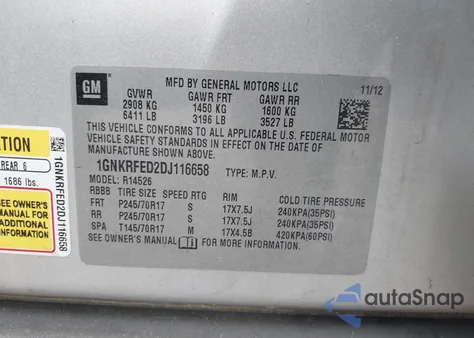 GM
MFD BY GENERAL MOTORS LLC
11/12
GVWR GAWR FRT GAWR RR
2908 KG 1450 KG 1600 KG
6411 LB 3196 LB 3527 LB
THIS VEHICLE CONFORMS TO ALL APPLICABLE U.S. FEDERAL MOTOR
VEHICLE SAFETY STANDARDS IN EFFECT ON THE DATE OF
MANUFACTURE SHOWN ABOVE.
1GNKRFED2DJ116658 TYPE: M.P.V.
MODEL: R14526
RBBB TIRE SIZE SPEED RTG RIM COLD TIRE PRESSURE
FRT P245/70R17 S 17X7.5J 240KPA(35PSI)
RR P245/70R17 S 17X7.5J 240KPA(35PSI)
SPA T145/70R17 M 17X4.5B 420KPA(60PSI)
SEE OWNER'S MANUAL FOR MORE INFORMATION.
ATION
REAR 6
1686 lbs.
SEE OWNER'S
MANUAL FOR
ADDITIONAL
INFORMATION
1GNKRFED2DJ116658
autoSnap